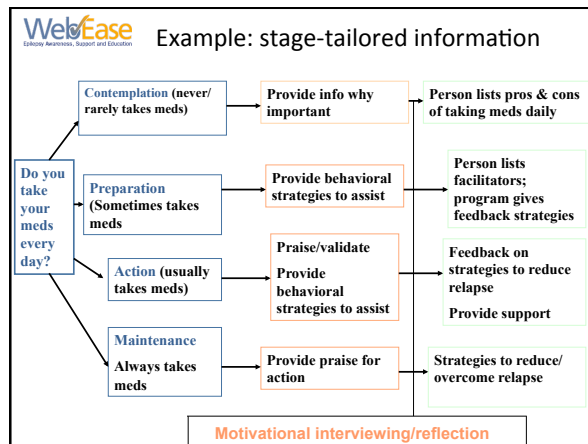 WebEase
Epilepsy Awareness, Support and Education
Example: stage-tailored information
Contemplation (never/
rarely takes meds)
Provide info why
important
Person lists pros & cons
of taking meds daily
Do you
take
your
meds
every
day?
Preparation
(Sometimes takes
meds
Provide behavioral
strategies to assist
Person lists
facilitators;
program gives
feedback strategies
Action (usually
takes meds)
Praise/validate
Provide
behavioral
strategies to assist
Feedback on
strategies to reduce
relapse
Provide support
Maintenance
Always takes
meds
Provide praise for
action
Strategies to reduce/
overcome relapse
Motivational interviewing/reflection